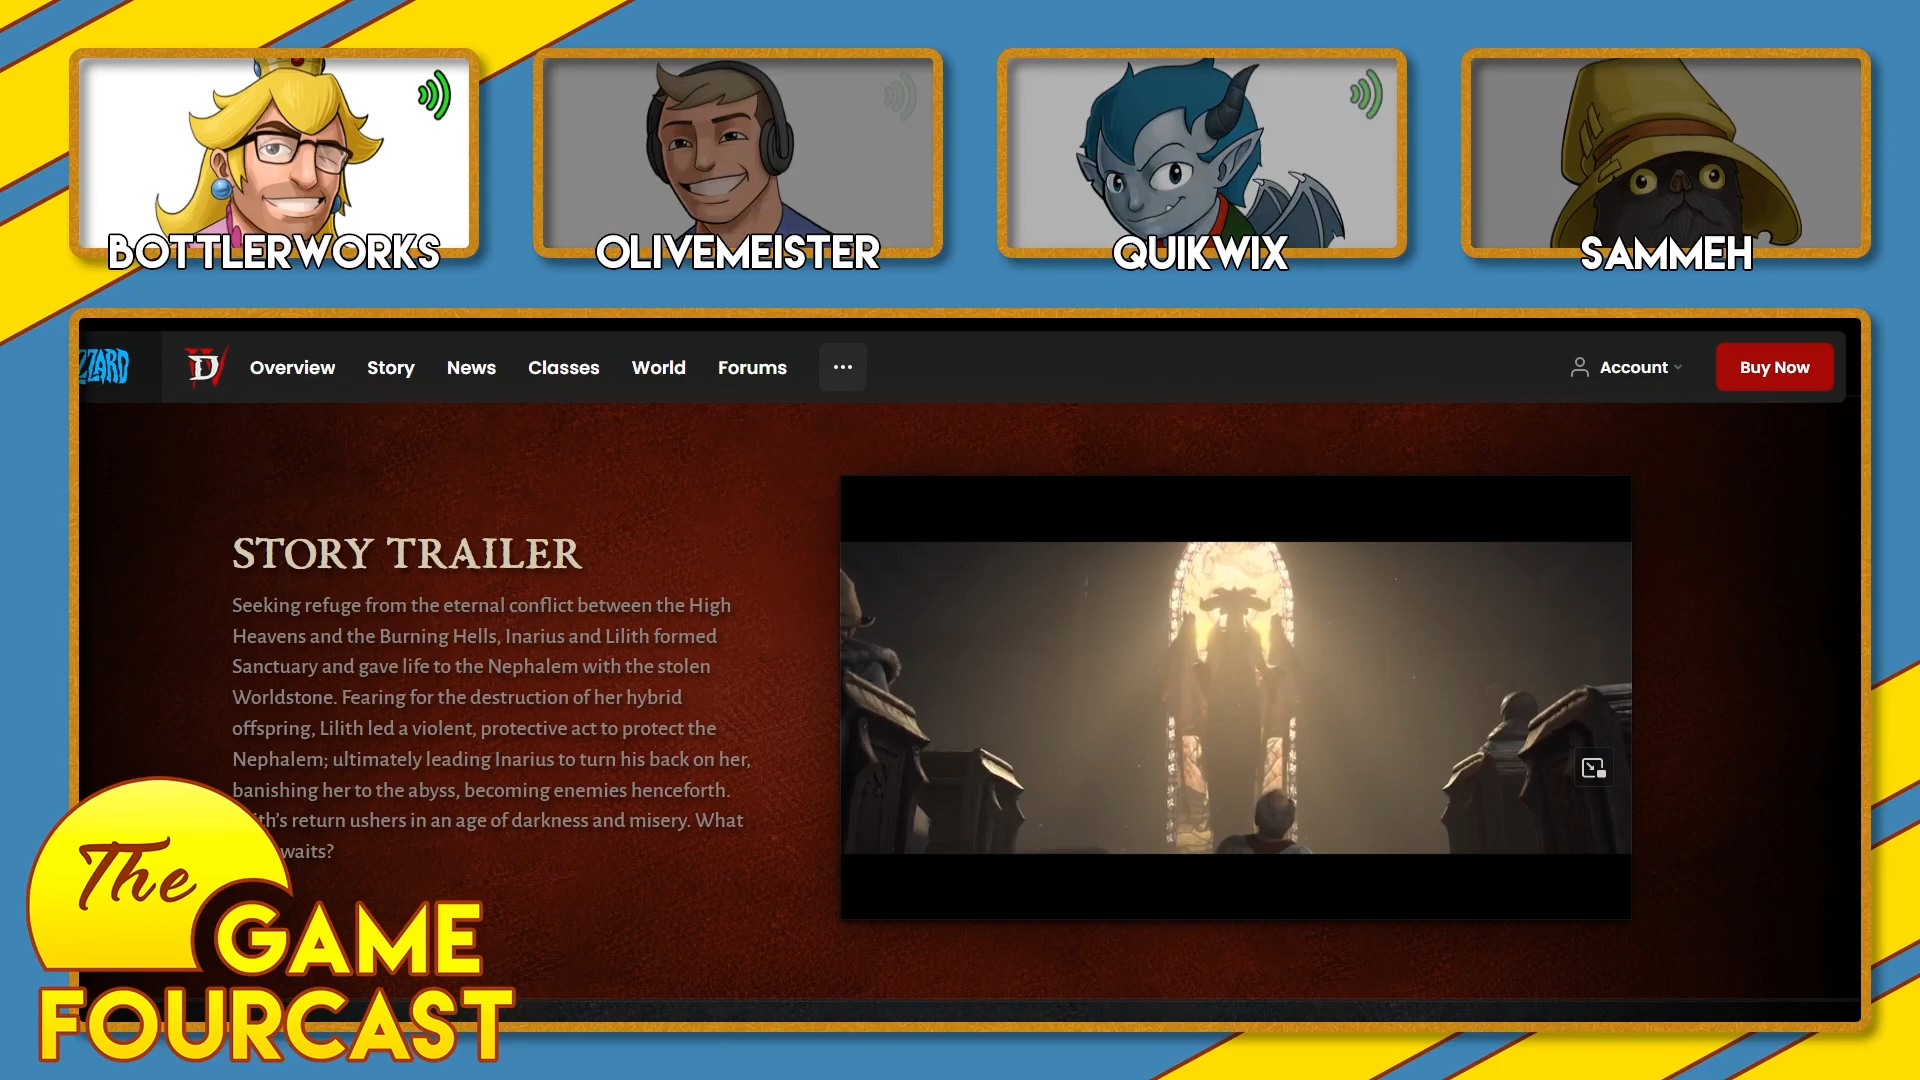 BOTTLERWORKS
OLIVEMEISTER
QUIKWIX
SAMMEH
ZZARD
D
Overview
Story
News
Classes
World
Forums
Account
Buy Now
STORY TRAILER
Seeking refuge from the eternal conflict between the High
Heavens and the Burning Hells, Inarius and Lilith formed
Sanctuary and gave life to the Nephalem with the stolen
Worldstone. Fearing for the destruction of her hybrid
offspring, Lilith led a violent, protective act to protect the
Nephalem; ultimately leading Inarius to turn his back on her,
banishing her to the abyss, becoming enemies henceforth.
ith's return ushers in an age of darkness and misery. What
waits?
The
GAME
FOURCAST